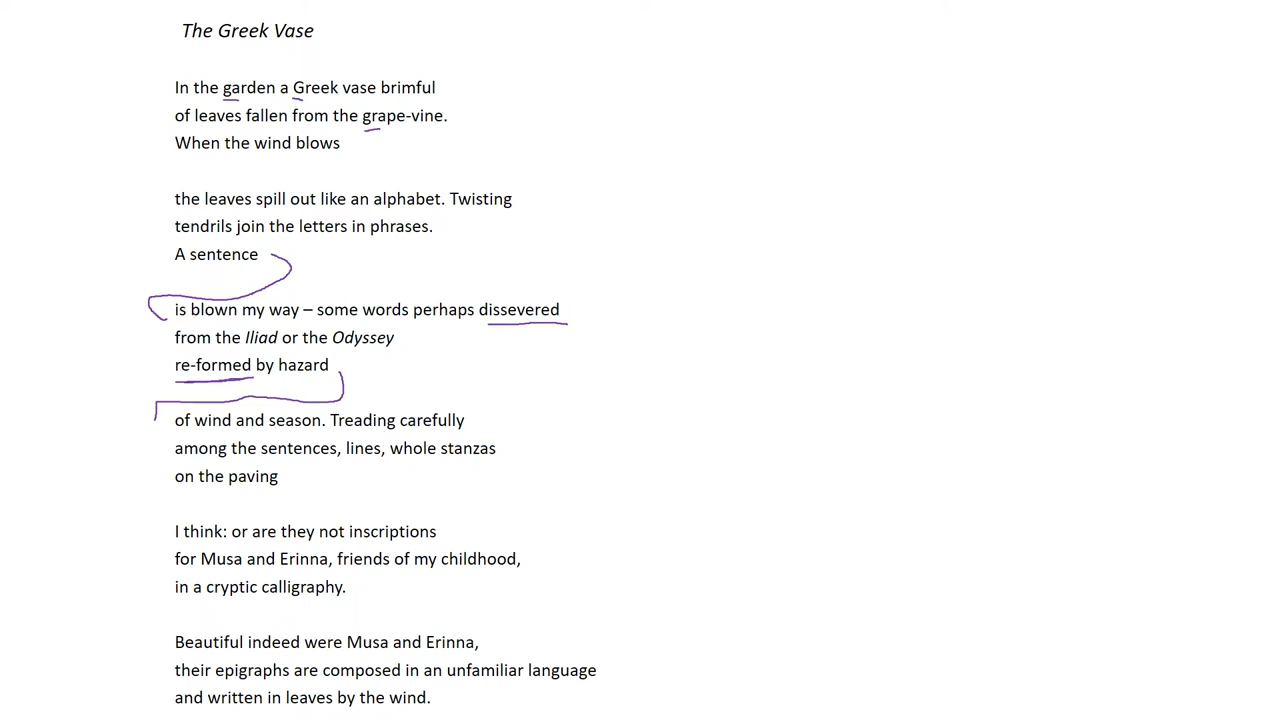 The Greek Vase
In the garden a Greek vase brimful
of leaves fallen from the grape-vine.
When the wind blows
the leaves spill out like an alphabet. Twisting
tendrils join the letters in phrases.
A sentence
is blown my way – some words perhaps dissevered
from the Iliad or the Odyssey
re-formed by hazard
of wind and season. Treading carefully
among the sentences, lines, whole stanzas
on the paving
I think: or are they not inscriptions
for Musa and Erinna, friends of my childhood,
in a cryptic calligraphy.
Beautiful indeed were Musa and Erinna,
their epigraphs are composed in an unfamiliar language
and written in leaves by the wind.